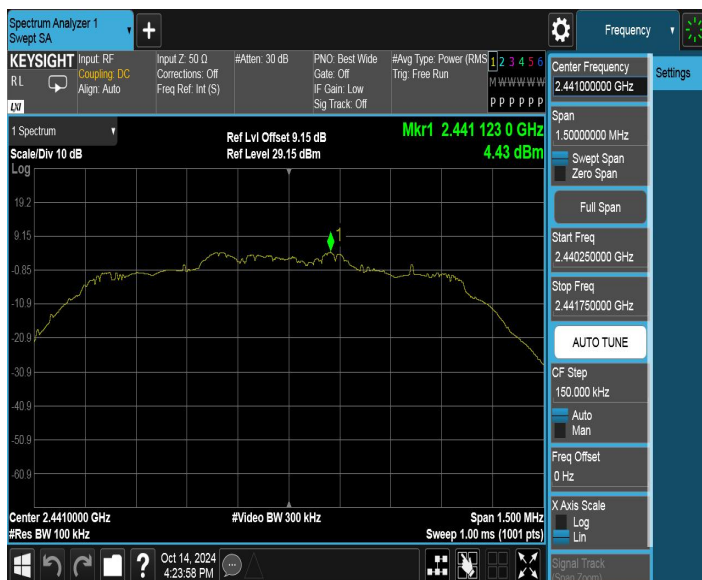 Spectrum Analyzer 1
Swept SA
+
Frequency
KEYSIGHT
RL
LXI
Input: RF
Coupling: DC
Align: Auto
Input Z: 50 Ω
Corrections: Off
Freq Ref: Int (S)
#Atten: 30 dB
PNO: Best Wide
Gate: Off
IF Gain: Low
Sig Track: Off
#Avg Type: Power (RMS
Trig: Free Run
1 2 3 4 5 6
M W W W W W
P P P P P P
Center Frequency
2.441000000 GHz
Settings
Span
1.50000000 MHz
Swept Span
Zero Span
Full Span
Start Freq
2.440250000 GHz
Stop Freq
2.441750000 GHz
AUTO TUNE
CF Step
150.000 kHz
Auto
Man
Freq Offset
0 Hz
X Axis Scale
Log
Lin
Signal Track
(Span Zoom)
1 Spectrum
Scale/Div 10 dB
Log
Ref Lvl Offset 9.15 dB
Ref Level 29.15 dBm
Mkr1 2.441 123 0 GHz
4.43 dBm
19.2
9.15
-0.85
-10.9
-20.9
-30.9
-40.9
-50.9
-60.9
1
Center 2.4410000 GHz
#Res BW 100 kHz
#Video BW 300 kHz
Span 1.500 MHz
Sweep 1.00 ms (1001 pts)
?
Oct 14, 2024
4:23:58 PM